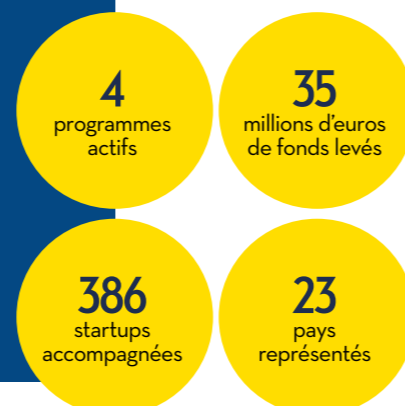 4
programmes
actifs
35
millions d'euros
de fonds levés
386
startups
accompagnées
23
pays
représentés